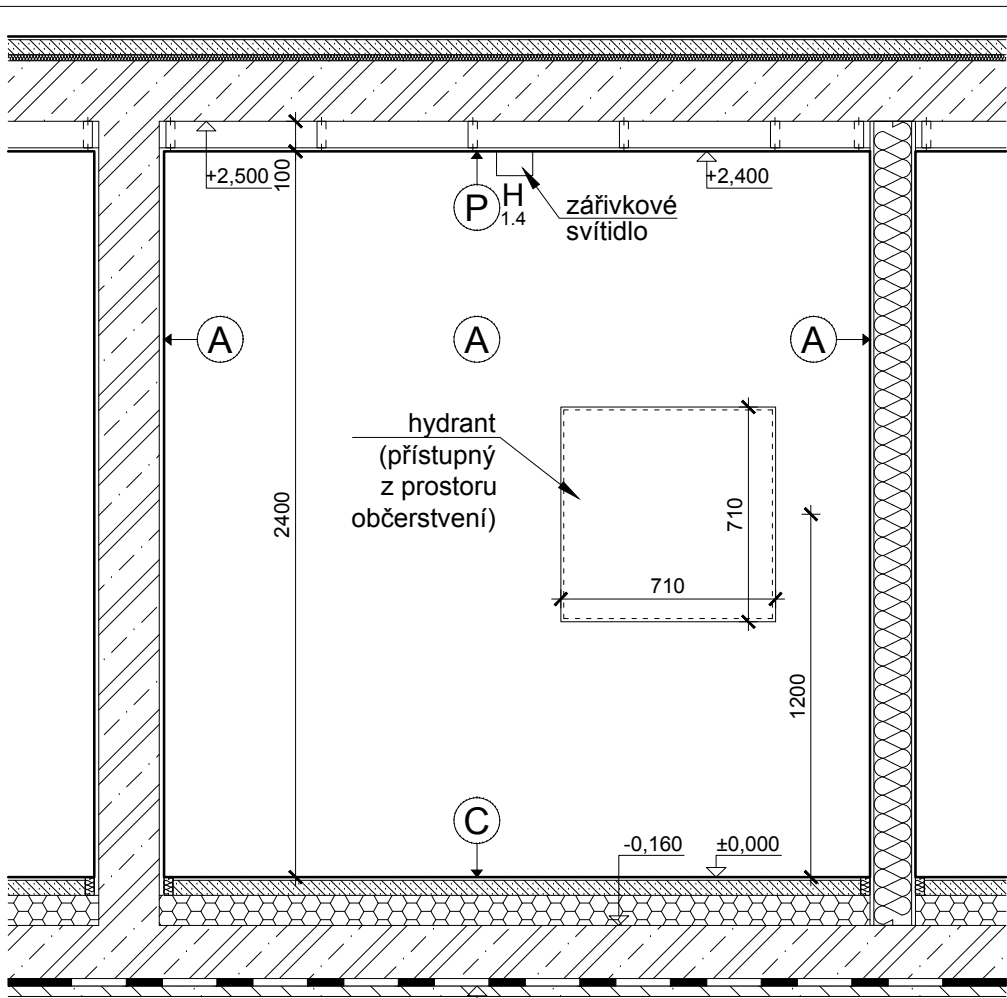 +2,500
100
+2,400
P
H
1.4
zářivkové
svítidlo
A
A
A
hydrant
(přístupný
z prostoru
občerstvení)
2400
710
710
1200
C
-0,160
±0,000